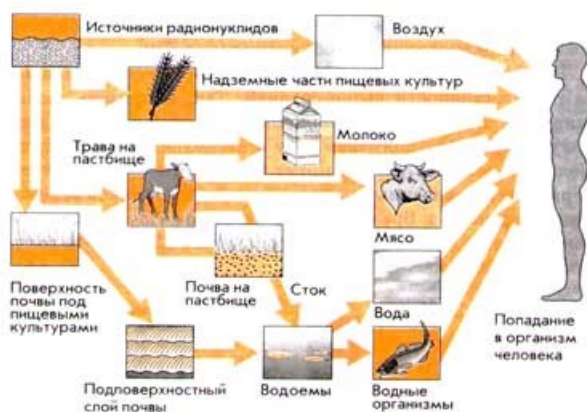 Источники радионуклидов
Воздух
Надземные части пищевых культур
Молоко
Трава на
пастбище
Мясо
Поверхность
почвы под
пищевыми
культурами
Почва на
пастбище
Сток
Вода
Попадание
в организм
человека
Подповерхностный
слой почвы
Водоемы
Водные
организмы